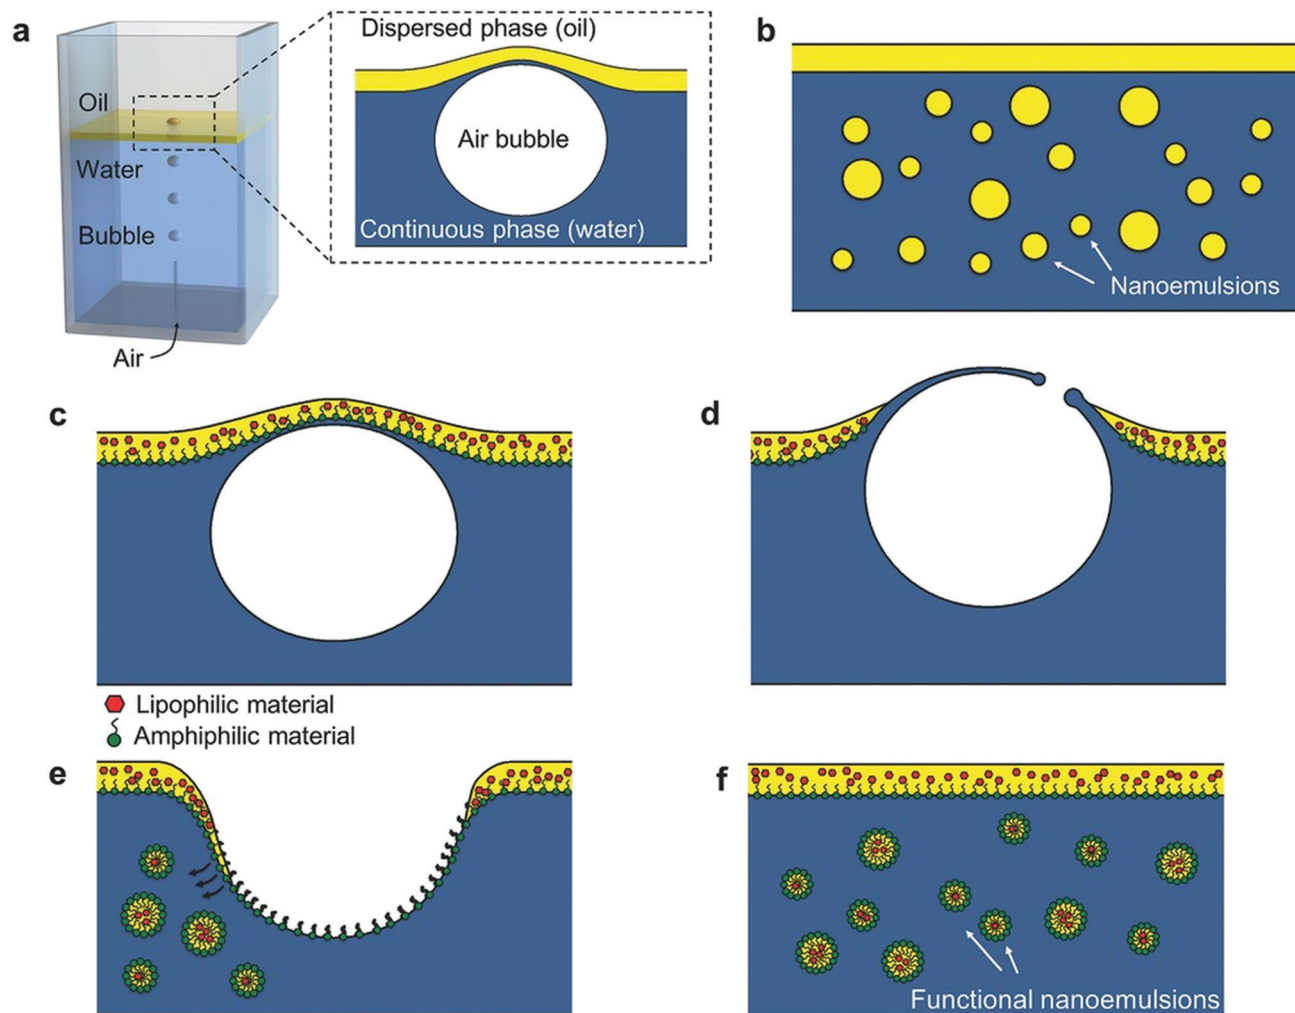 a
Oil
Water
Bubble
Air
Dispersed phase (oil)
Air bubble
Continuous phase (water)
b
Nanoemulsions
c
d
Lipophilic material
Amphiphilic material
e
f
Functional nanoemulsions